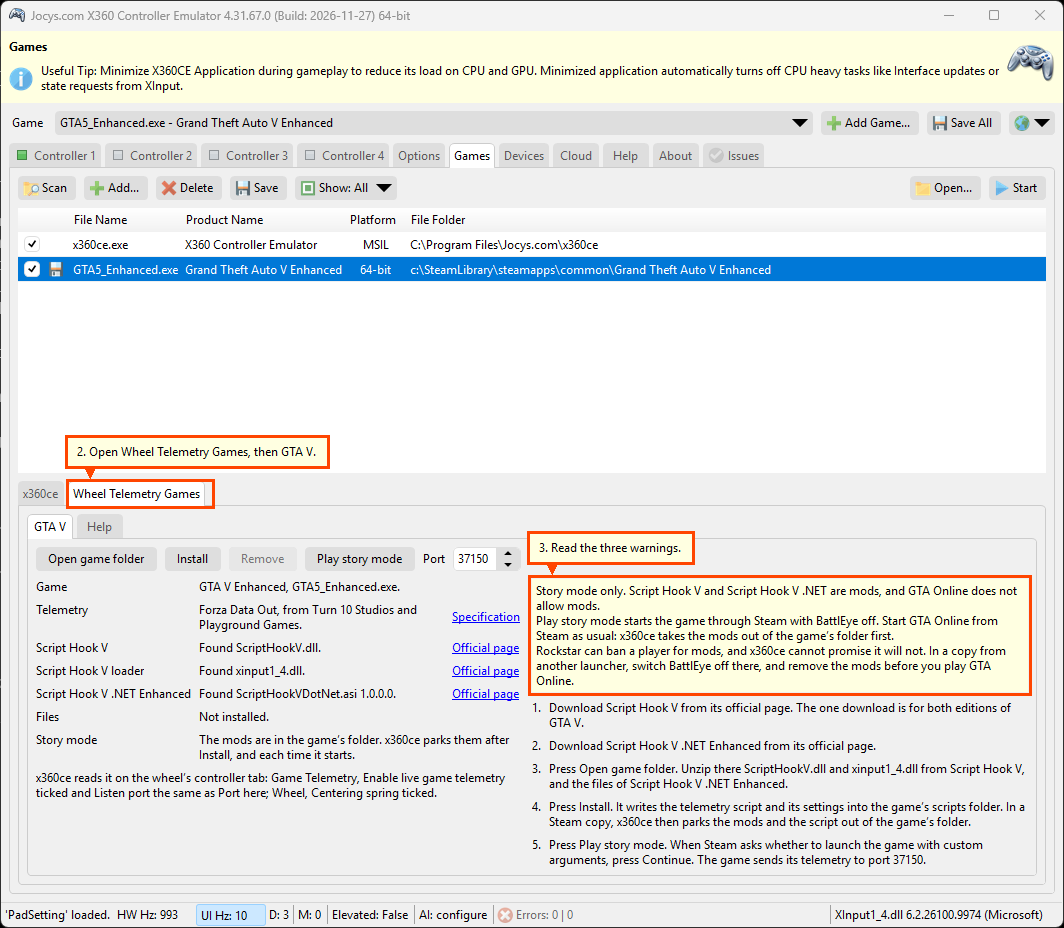 Jocys.com X360 Controller Emulator 4.31.67.0 (Build: 2026-11-27) 64-bit
Games
Useful Tip: Minimize X360CE Application during gameplay to reduce its load on CPU and GPU. Minimized application automatically turns off CPU heavy tasks like Interface updates or
state requests from XInput.
Game GTA5_Enhanced.exe - Grand Theft Auto V Enhanced Add Game... Save All
Controller 1 Controller 2 Controller 3 Controller 4 Options Games Devices Cloud Help About Issues
Scan Add... Delete Save Show: All Open... Start
File Name Product Name Platform File Folder
x360ce.exe X360 Controller Emulator MSIL C:\Program Files\Jocys.com\x360ce
GTA5_Enhanced.exe Grand Theft Auto V Enhanced 64-bit c:\SteamLibrary\steamapps\common\Grand Theft Auto V Enhanced
2. Open Wheel Telemetry Games, then GTA V.
x360ce Wheel Telemetry Games
GTA V Help
Open game folder Install Remove Play story mode Port 37150
Game GTA V Enhanced, GTA5_Enhanced.exe.
Telemetry Forza Data Out, from Turn 10 Studios and
Playground Games. Specification
Script Hook V Found ScriptHookV.dll. Official page
Script Hook V loader Found xinput1_4.dll. Official page
Script Hook V .NET Enhanced Found ScriptHookVDotNet.asi 1.0.0.0. Official page
Files Not installed.
Story mode The mods are in the game's folder. x360ce parks them after
Install, and each time it starts.
x360ce reads it on the wheel's controller tab: Game Telemetry, Enable live game telemetry
ticked and Listen port the same as Port here; Wheel, Centering spring ticked.
3. Read the three warnings.
Story mode only. Script Hook V and Script Hook V .NET are mods, and GTA Online does not
allow mods.
Play story mode starts the game through Steam with BattlEye off. Start GTA Online from
Steam as usual: x360ce takes the mods out of the game's folder first.
Rockstar can ban a player for mods, and x360ce cannot promise it will not. In a copy from
another launcher, switch BattlEye off there, and remove the mods before you play GTA
Online.
1. Download Script Hook V from its official page. The one download is for both editions of
GTA V.
2. Download Script Hook V .NET Enhanced from its official page.
3. Press Open game folder. Unzip there ScriptHookV.dll and xinput1_4.dll from Script Hook V,
and the files of Script Hook V .NET Enhanced.
4. Press Install. It writes the telemetry script and its settings into the game's scripts folder. In a
Steam copy, x360ce then parks the mods and the script out of the game's folder.
5. Press Play story mode. When Steam asks whether to launch the game with custom
arguments, press Continue. The game sends its telemetry to port 37150.
'PadSetting' loaded. HW Hz: 993 UI Hz: 10 D: 3 M: 0 Elevated: False AI: configure Errors: 0 | 0 XInput1_4.dll 6.2.26100.9974 (Microsoft)